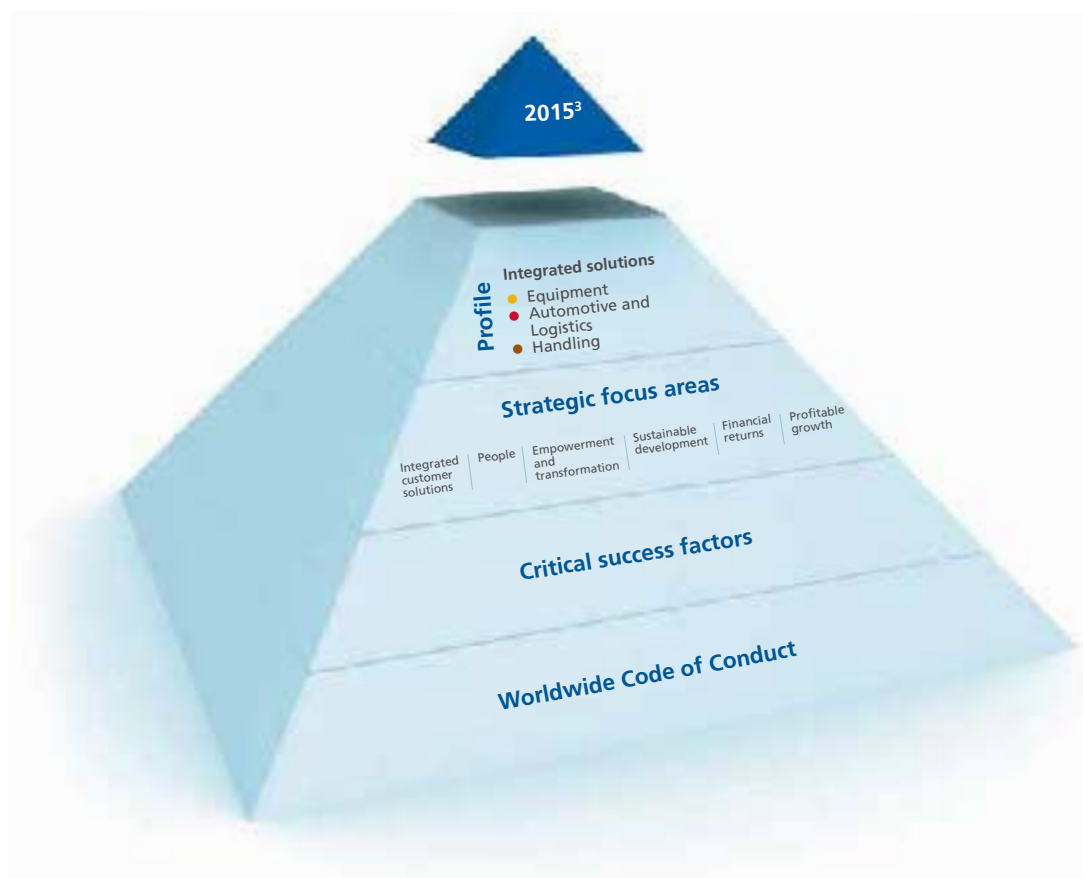 2015³
Profile
Integrated solutions
Equipment
Automotive and
Logistics
Handling
Strategic focus areas
Integrated
customer
solutions
People
Empowerment
and
transformation
Sustainable
development
Financial
returns
Profitable
growth
Critical success factors
Worldwide Code of Conduct